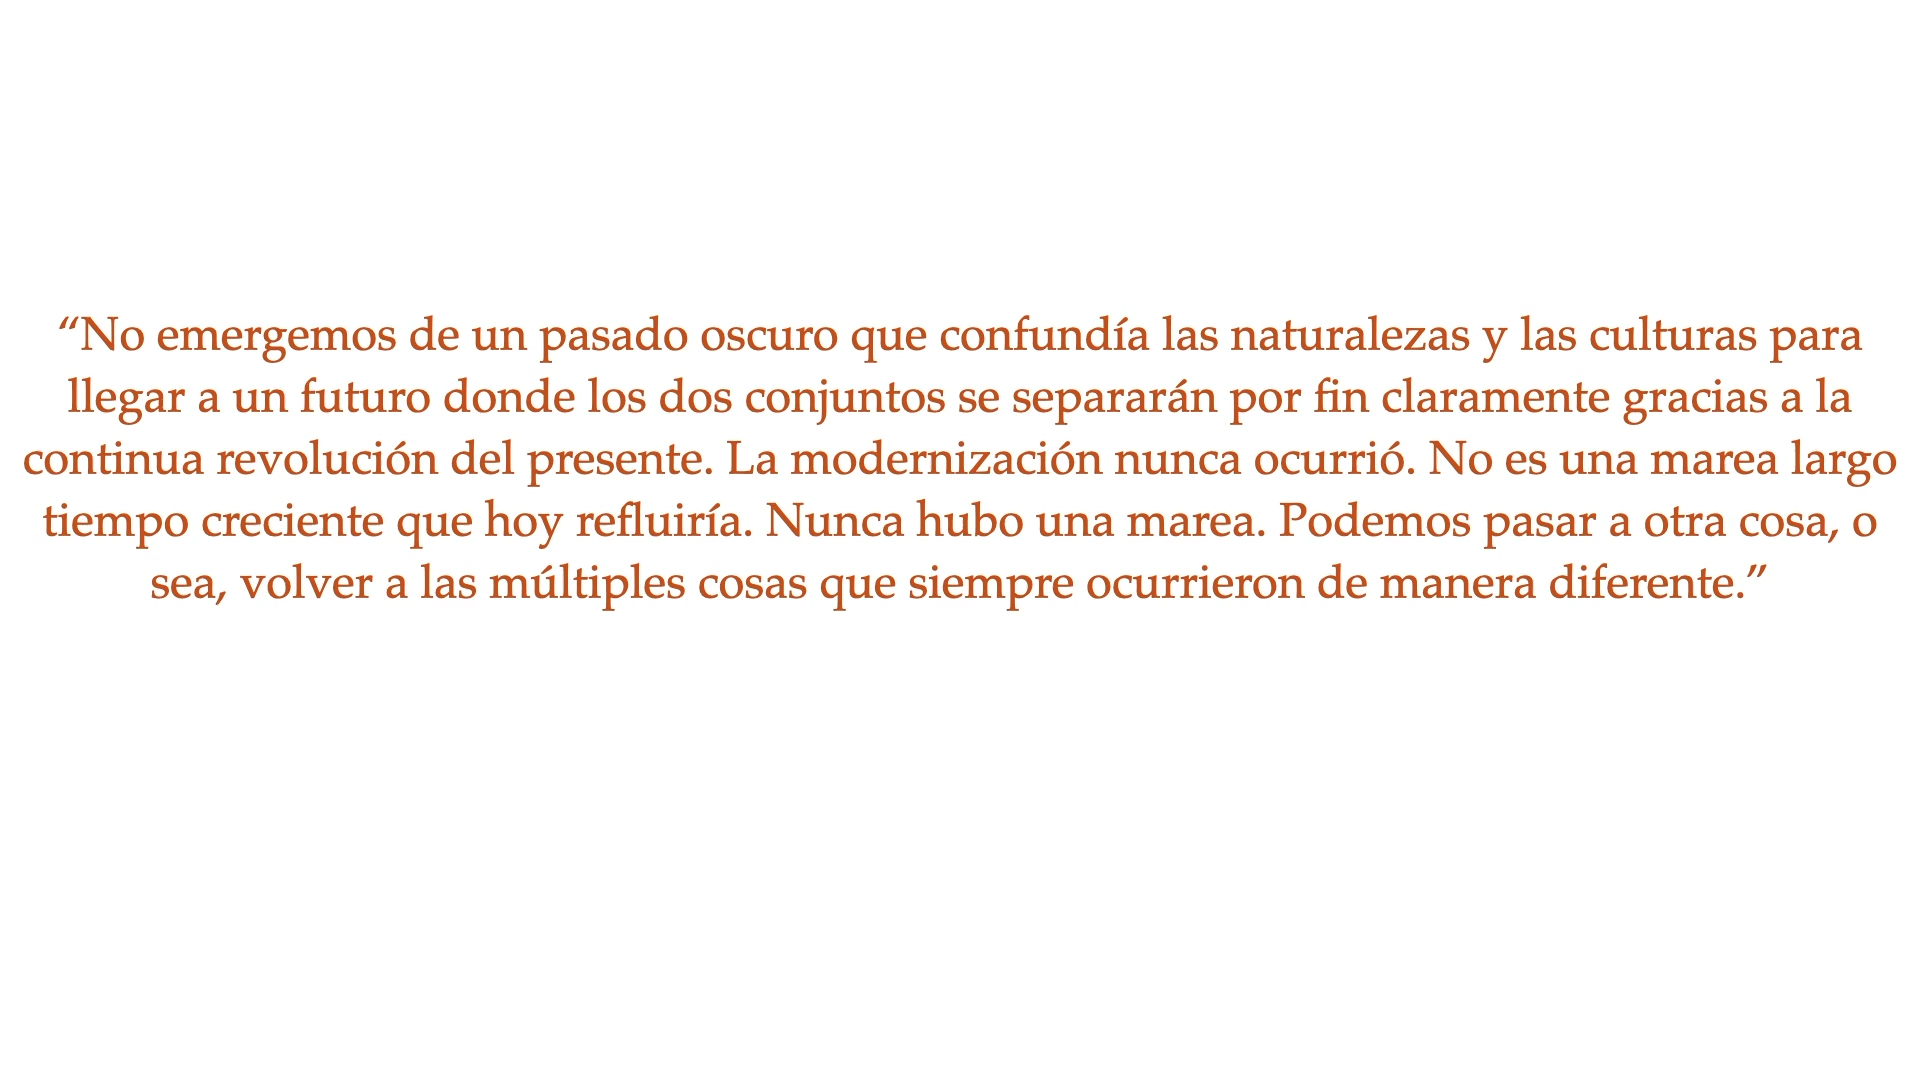 “No emergemos de un pasado oscuro que confundía las naturalezas y las culturas para
llegar a un futuro donde los dos conjuntos se separarán por fin claramente gracias a la
continua revolución del presente. La modernización nunca ocurrió. No es una marea largo
tiempo creciente que hoy refluiría. Nunca hubo una marea. Podemos pasar a otra cosa, o
sea, volver a las múltiples cosas que siempre ocurrieron de manera diferente.”